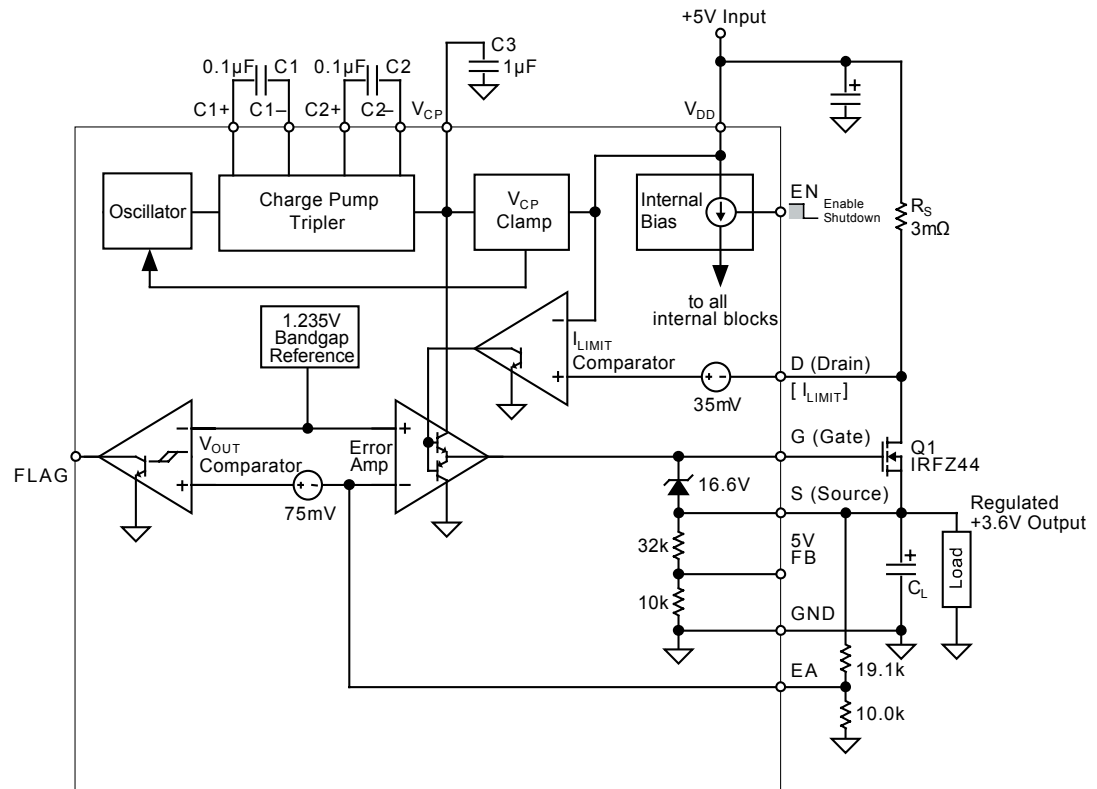 +5V Input
C3
1µF
0.1µF C1
0.1µF C2
C1+ C1– C2+ C2– VCP
VDD
Oscillator
Charge Pump
Tripler
VCP
Clamp
Internal
Bias
EN
Enable
Shutdown
RS
3mΩ
to all
internal blocks
1.235V
Bandgap
Reference
–
ILIMIT
Comparator
+
+ -
35mV
D (Drain)
[ ILIMIT]
FLAG
–
VOUT
Comparator
+
+ -
75mV
Error
Amp
+
–
G (Gate)
Q1
IRFZ44
16.6V
S (Source)
Regulated
+3.6V Output
32k
5V
FB
10k
GND
+
+
CL
Load
EA
19.1k
10.0k